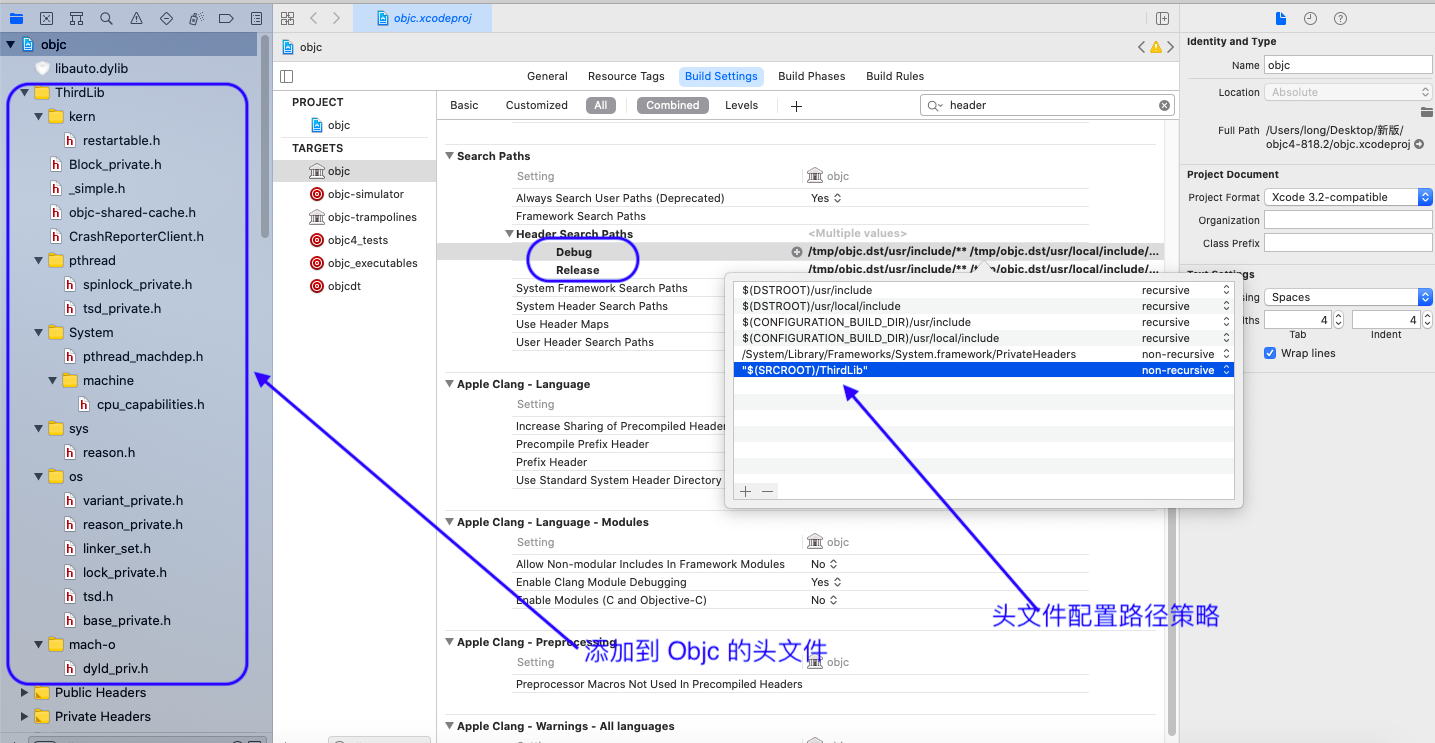 objc.xcodeproj
objc
libauto.dylib
ThirdLib
kern
restartable.h
Block_private.h
_simple.h
objc-shared-cache.h
CrashReporterClient.h
pthread
spinlock_private.h
tsd_private.h
System
pthread_machdep.h
machine
cpu_capabilities.h
sys
reason.h
os
variant_private.h
reason_private.h
linker_set.h
lock_private.h
tsd.h
base_private.h
mach-o
dyld_priv.h
Public Headers
Private Headers
objc
General Resource Tags Build Settings Build Phases Build Rules
PROJECT
objc
TARGETS
objc
objc-simulator
objc-trampolines
objc4_tests
objc_executables
objcdt
Basic Customized All Combined Levels
header
Search Paths
Setting objc
Always Search User Paths (Deprecated) Yes
Framework Search Paths
Header Search Paths <Multiple values>
Debug /tmp/objc.dst/usr/include/** /tmp/objc.dst/usr/local/include/...
Release /tmp/objc.dst/usr/include/** /tmp/objc.dst/usr/local/include/...
System Framework Search Paths
System Header Search Paths
Use Header Maps
User Header Search Paths
$(DSTROOT)/usr/include recursive
$(DSTROOT)/usr/local/include recursive
$(CONFIGURATION_BUILD_DIR)/usr/include recursive
$(CONFIGURATION_BUILD_DIR)/usr/local/include recursive
/System/Library/Frameworks/System.framework/PrivateHeaders non-recursive
"$(SRCROOT)/ThirdLib" non-recursive
Apple Clang - Language
Setting
Increase Sharing of Precompiled Header
Precompile Prefix Header
Prefix Header
Use Standard System Header Directory
Apple Clang - Language - Modules
Setting objc
Allow Non-modular Includes In Framework Modules No
Enable Clang Module Debugging Yes
Enable Modules (C and Objective-C) No
头文件配置路径策略
Apple Clang - Preprocessing
添加到 Objc 的头文件
Setting objc
Preprocessor Macros Not Used In Precompiled Headers
Apple Clang - Warnings - All languages
Identity and Type
Name objc
Location Absolute
Full Path /Users/long/Desktop/新版/
objc4-818.2/objc.xcodeproj
Project Document
Project Format Xcode 3.2-compatible
Organization
Class Prefix
Text Settings
Spaces
4 4
Tab Indent
Wrap lines